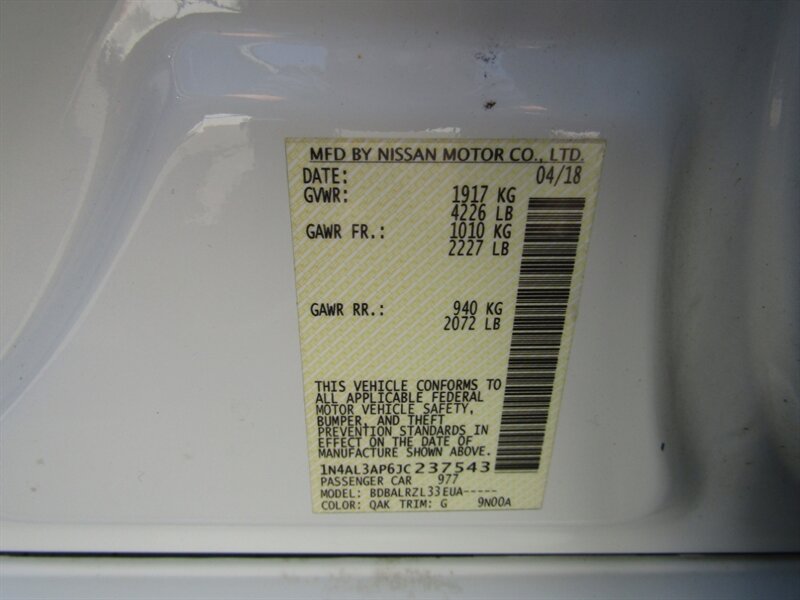 MFD BY NISSAN MOTOR CO., LTD.
DATE: 04/18
GVWR: 1917 KG
4226 LB
GAWR FR.: 1010 KG
2227 LB
GAWR RR.: 940 KG
2072 LB
THIS VEHICLE CONFORMS TO
ALL APPLICABLE FEDERAL
MOTOR VEHICLE SAFETY,
BUMPER, AND THEFT
PREVENTION STANDARDS IN
EFFECT ON THE DATE OF
MANUFACTURE SHOWN ABOVE.
1N4AL3AP6JC237543
PASSENGER CAR 977
MODEL: BDBALRZL33EUA-----
COLOR: QAK TRIM: G 9N00A